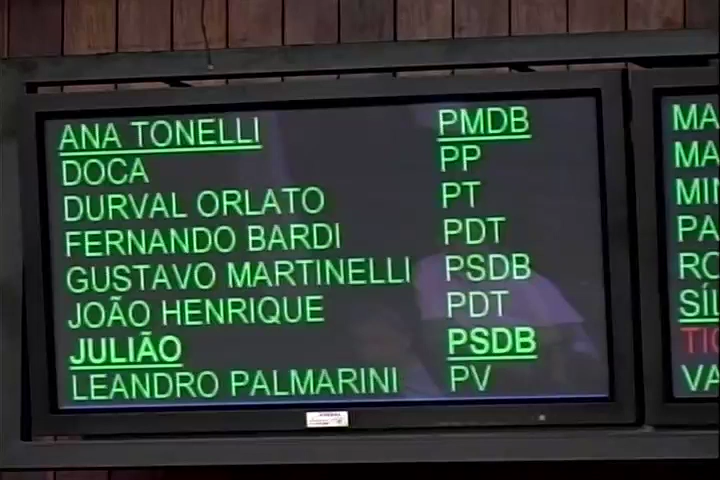 ANA TONELLI PMDB
DOCA PP
DURVAL ORLATO PT
FERNANDO BARDI PDT
GUSTAVO MARTINELLI PSDB
JOÃO HENRIQUE PDT
JULIÃO PSDB
LEANDRO PALMARINI PV